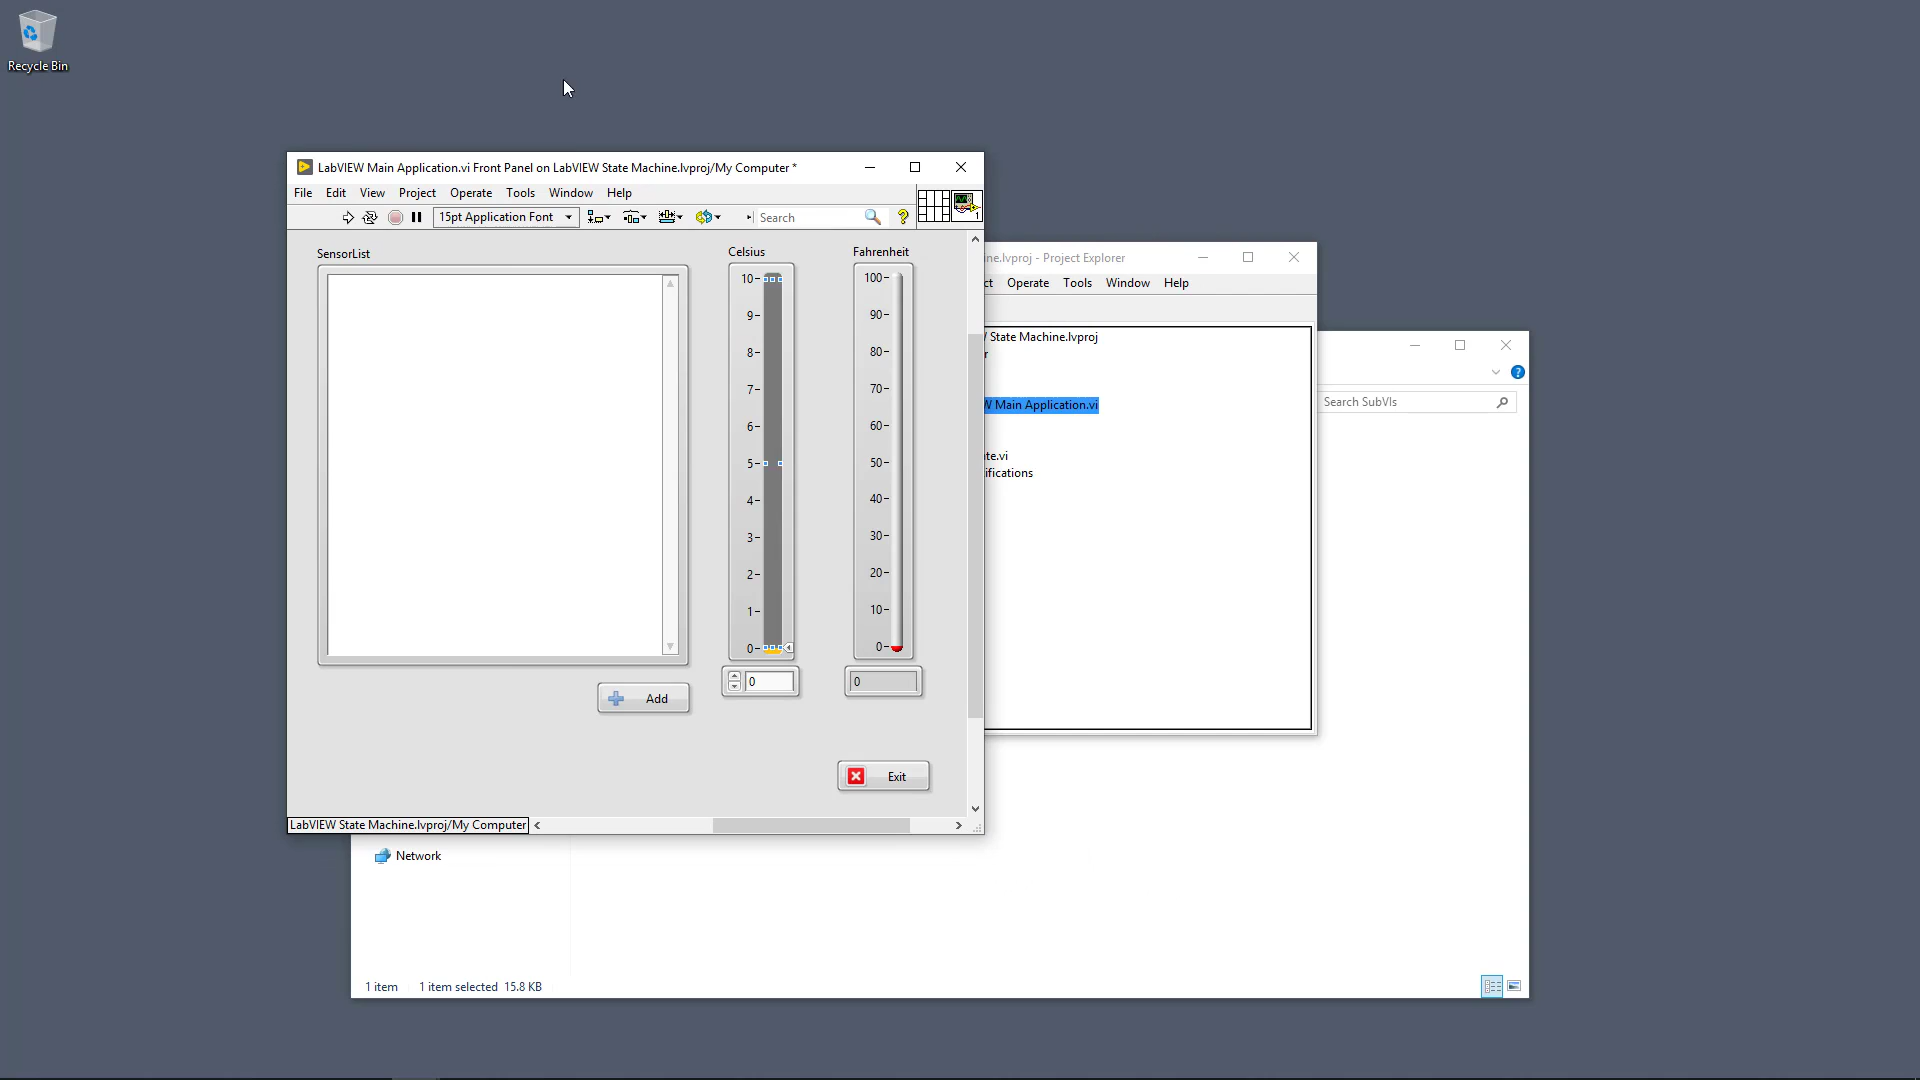 Recycle Bin
LabVIEW Main Application.vi Front Panel on LabVIEW State Machine.lvproj/My Computer *
File Edit View Project Operate Tools Window Help
15pt Application Font
Search
1
SensorList
Celsius
Fahrenheit
10
9
8
7
6
5
4
3
2
1
0
100
90
80
70
60
50
40
30
20
10
0
0
0
Add
Exit
LabVIEW State Machine.lvproj/My Computer
ne.lvproj - Project Explorer
ct Operate Tools Window Help
State Machine.lvproj
r
W Main Application.vi
te.vi
ifications
Search SubVIs
Network
1 item
1 item selected 15.8 KB